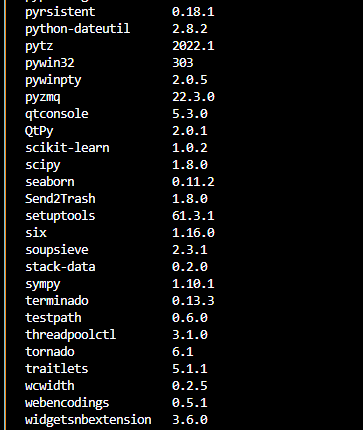 pyrsistent 0.18.1
python-dateutil 2.8.2
pytz 2022.1
pywin32 303
pywinpty 2.0.5
pyzmq 22.3.0
qtconsole 5.3.0
QtPy 2.0.1
scikit-learn 1.0.2
scipy 1.8.0
seaborn 0.11.2
Send2Trash 1.8.0
setuptools 61.3.1
six 1.16.0
soupsieve 2.3.1
stack-data 0.2.0
sympy 1.10.1
terminado 0.13.3
testpath 0.6.0
threadpoolctl 3.1.0
tornado 6.1
traitlets 5.1.1
wcwidth 0.2.5
webencodings 0.5.1
widgetsnbextension 3.6.0